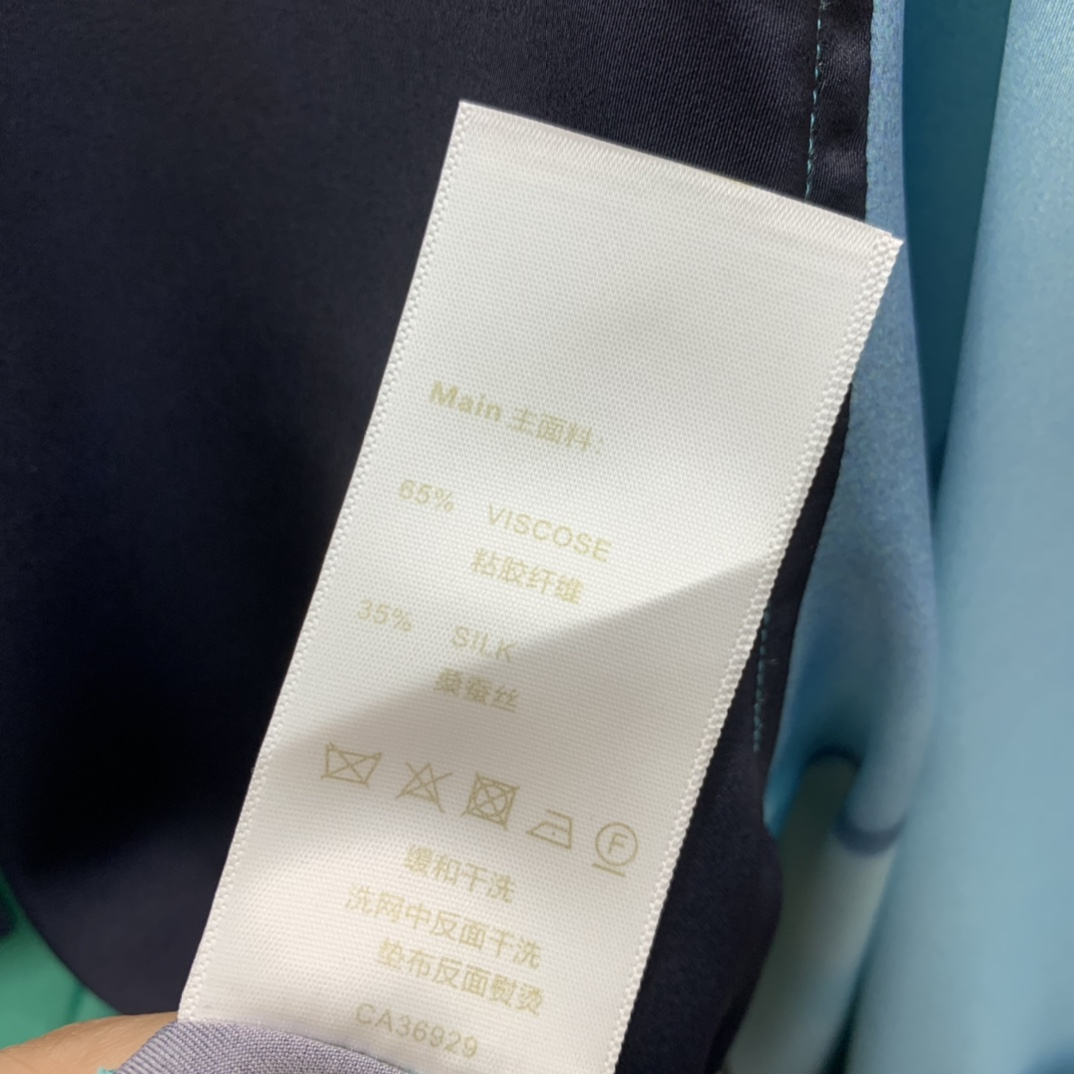 Main 主面料:
65% VISCOSE
粘胶纤维
35% SILK
桑蚕丝
F
缓和干洗
洗网中反面干洗
垫布反面熨烫
CA36929